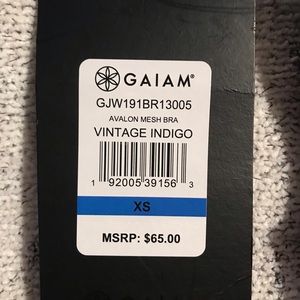 GAIAM
GJW191BR13005
AVALON MESH BRA
VINTAGE INDIGO
1 92005 39156 3
XS
MSRP: $65.00